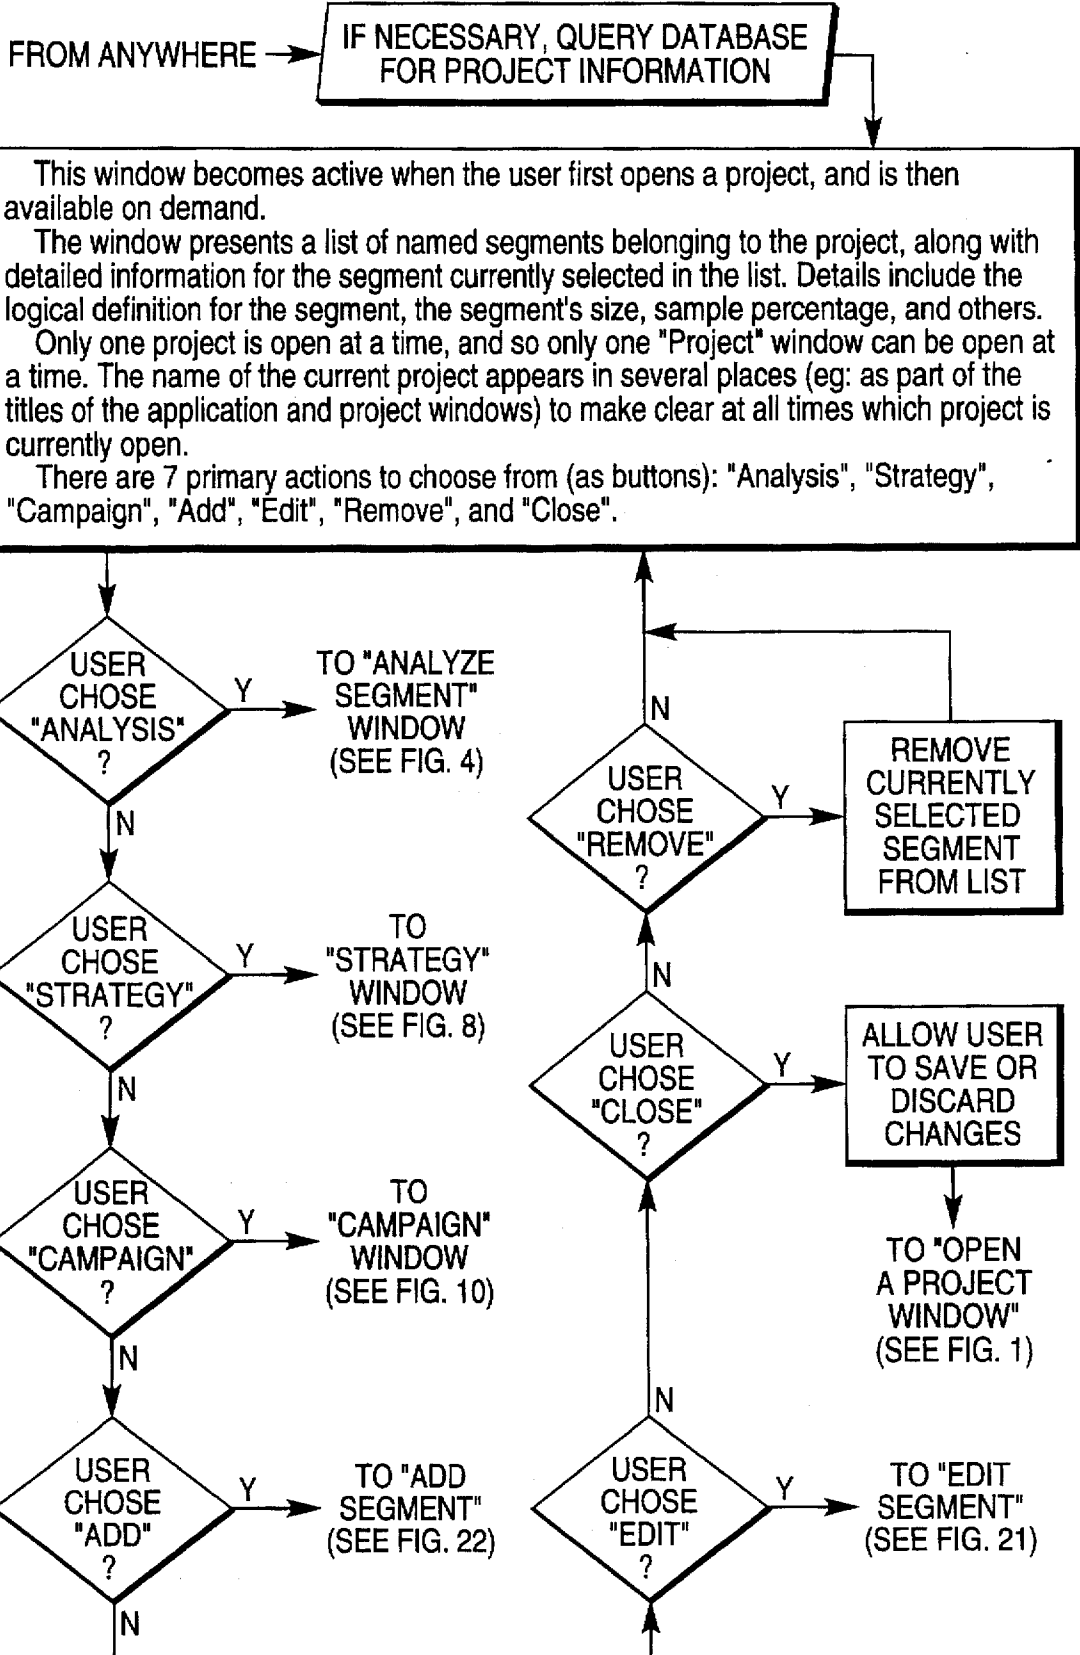 FROM ANYWHERE
IF NECESSARY, QUERY DATABASE
FOR PROJECT INFORMATION
This window becomes active when the user first opens a project, and is then
available on demand.
The window presents a list of named segments belonging to the project, along with
detailed information for the segment currently selected in the list. Details include the
logical definition for the segment, the segment's size, sample percentage, and others.
Only one project is open at a time, and so only one "Project" window can be open at
a time. The name of the current project appears in several places (eg: as part of the
titles of the application and project windows) to make clear at all times which project is
currently open.
There are 7 primary actions to choose from (as buttons): "Analysis", "Strategy",
"Campaign", "Add", "Edit", "Remove", and "Close".
USER
CHOSE
"ANALYSIS"
?
Y
TO "ANALYZE
SEGMENT"
WINDOW
(SEE FIG. 4)
N
USER
CHOSE
"STRATEGY"
?
Y
TO
"STRATEGY"
WINDOW
(SEE FIG. 8)
N
USER
CHOSE
"CAMPAIGN"
?
Y
TO
"CAMPAIGN"
WINDOW
(SEE FIG. 10)
N
USER
CHOSE
"ADD"
?
Y
TO "ADD
SEGMENT"
(SEE FIG. 22)
N
N
USER
CHOSE
"REMOVE"
?
Y
REMOVE
CURRENTLY
SELECTED
SEGMENT
FROM LIST
N
USER
CHOSE
"CLOSE"
?
Y
ALLOW USER
TO SAVE OR
DISCARD
CHANGES
TO "OPEN
A PROJECT
WINDOW"
(SEE FIG. 1)
N
USER
CHOSE
"EDIT"
?
Y
TO "EDIT
SEGMENT"
(SEE FIG. 21)